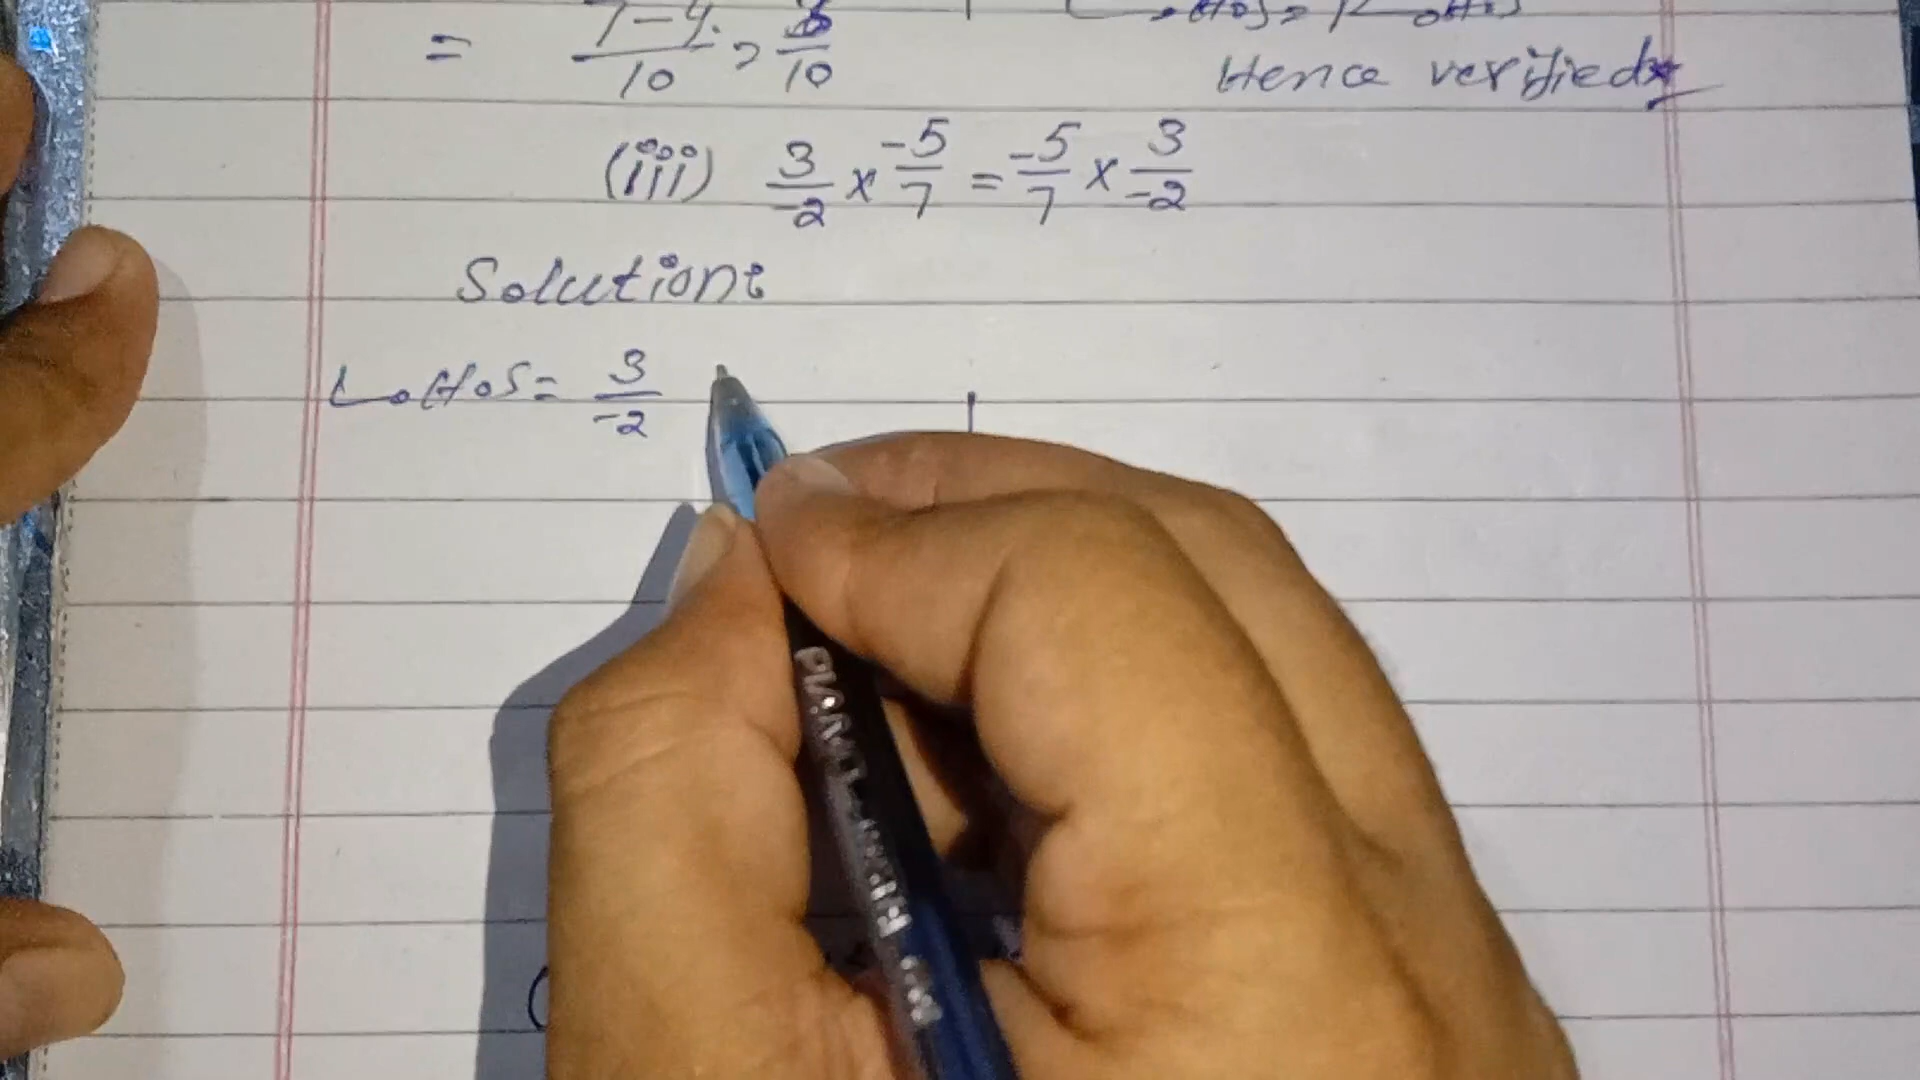 = 7-4/10 , 3/10
Hence verified
(iii) 3/-2 × -5/7 = -5/7 × 3/-2
Solution:
L.H.S = 3/-2
PIANO